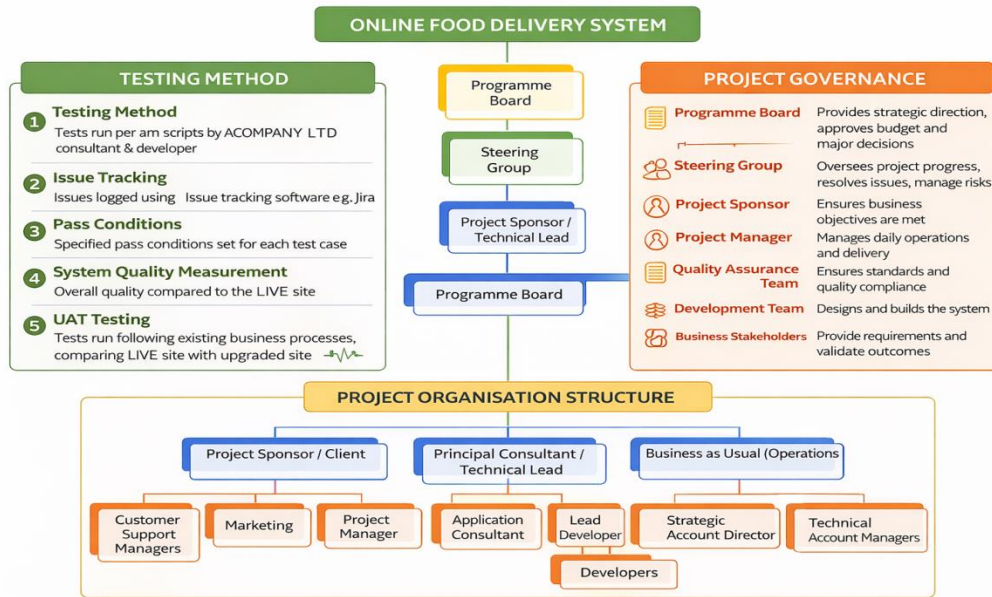 ONLINE FOOD DELIVERY SYSTEM
TESTING METHOD
1 Testing Method
Tests run per am scripts by ACOMPANY LTD
consultant & developer
2 Issue Tracking
Issues logged using Issue tracking software e.g. Jira
3 Pass Conditions
Specified pass conditions set for each test case
4 System Quality Measurement
Overall quality compared to the LIVE site
5 UAT Testing
Tests run following existing business processes,
comparing LIVE site with upgraded site
Programme
Board
Steering
Group
Project Sponsor /
Technical Lead
Programme Board
PROJECT GOVERNANCE
Programme Board
Provides strategic direction,
approves budget and
major decisions
Steering Group
Oversees project progress,
resolves issues, manage risks
Project Sponsor
Ensures business
objectives are met
Project Manager
Manages daily operations
and delivery
Quality Assurance
Team
Ensures standards and
quality compliance
Development Team
Designs and builds the system
Business Stakeholders
Provide requirements and
validate outcomes
PROJECT ORGANISATION STRUCTURE
Project Sponsor / Client
Principal Consultant /
Technical Lead
Business as Usual (Operations
Customer
Support
Managers
Marketing
Project
Manager
Application
Consultant
Lead
Developer
Developers
Strategic
Account Director
Technical
Account Managers